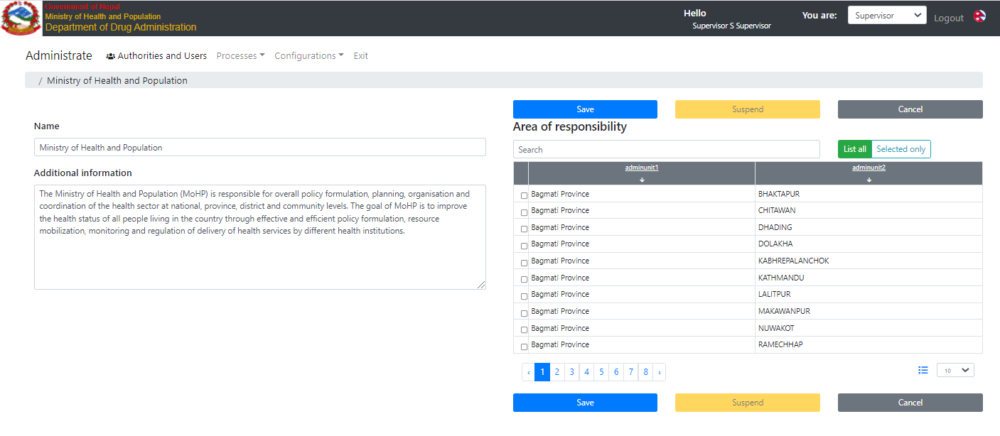 Government of Nepal
Ministry of Health and Population
Department of Drug Administration
Hello
Supervisor S Supervisor
You are:
Supervisor
Logout
Administrate
Authorities and Users
Processes
Configurations
Exit
/ Ministry of Health and Population
Save
Suspend
Cancel
Name
Ministry of Health and Population
Additional information
The Ministry of Health and Population (MoHP) is responsible for overall policy formulation, planning, organisation and
coordination of the health sector at national, province, district and community levels. The goal of MoHP is to improve
the health status of all people living in the country through effective and efficient policy formulation, resource
mobilization, monitoring and regulation of delivery of health services by different health institutions.
Area of responsibility
Search
List all
Selected only
adminunit1 adminunit2
Bagmati Province BHAKTAPUR
Bagmati Province CHITAWAN
Bagmati Province DHADING
Bagmati Province DOLAKHA
Bagmati Province KABHREPALANCHOK
Bagmati Province KATHMANDU
Bagmati Province LALITPUR
Bagmati Province MAKAWANPUR
Bagmati Province NUWAKOT
Bagmati Province RAMECHHAP
‹ 1 2 3 4 5 6 7 8 ›
10
Save
Suspend
Cancel